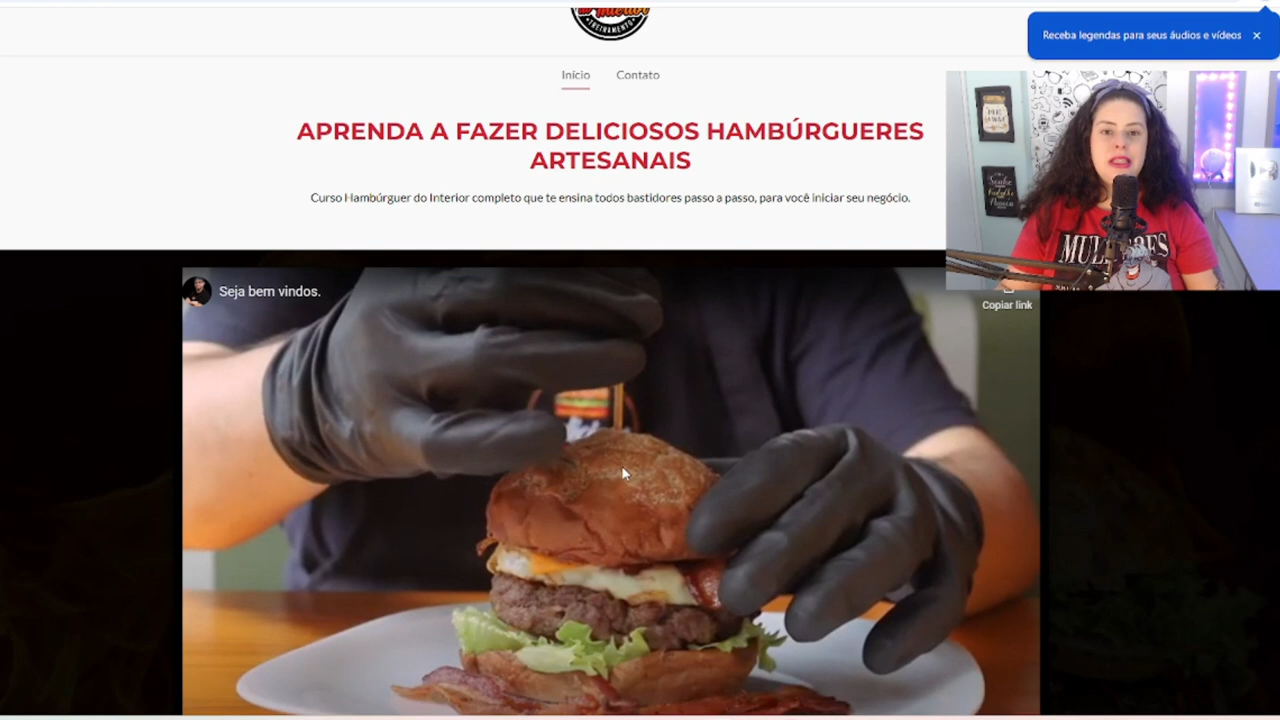 TREINAMENTO
Receba legendas para seus áudios e vídeos
Início
Contato
APRENDA A FAZER DELICIOSOS HAMBÚRGUERES
ARTESANAIS
Curso Hambúrguer do Interior completo que te ensina todos bastidores passo a passo, para você iniciar seu negócio.
Seja bem vindos.
Copiar link